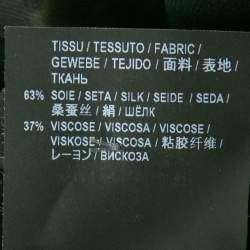 TISSU / TESSUTO / FABRIC /
GEWEBE / TEJIDO / 面料 / 表地 /
ТКАНЬ
63% SOIE / SETA / SILK / SEIDE / SEDA /
桑蚕丝 / 絹 / ШЁЛК
37% VISCOSE / VISCOSA / VISCOSE /
VISKOSE / VISCOSA / 粘胶纤维 /
レーヨン / ВИСКОЗА